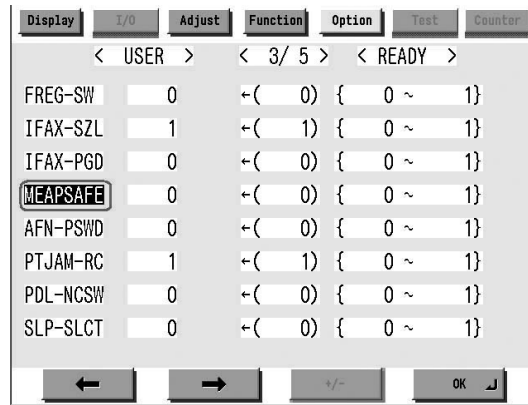 Display I/O Adjust Function Option Test Counter
< USER > < 3/ 5 > < READY >
FREG-SW 0 ←( 0) { 0 ~ 1}
IFAX-SZL 1 ←( 1) { 0 ~ 1}
IFAX-PGD 0 ←( 0) { 0 ~ 1}
MEAPSAFE 0 ←( 0) { 0 ~ 1}
AFN-PSWD 0 ←( 0) { 0 ~ 1}
PTJAM-RC 1 ←( 1) { 0 ~ 1}
PDL-NCSW 0 ←( 0) { 0 ~ 1}
SLP-SLCT 0 ←( 0) { 0 ~ 1}
← → +/- OK ⏎